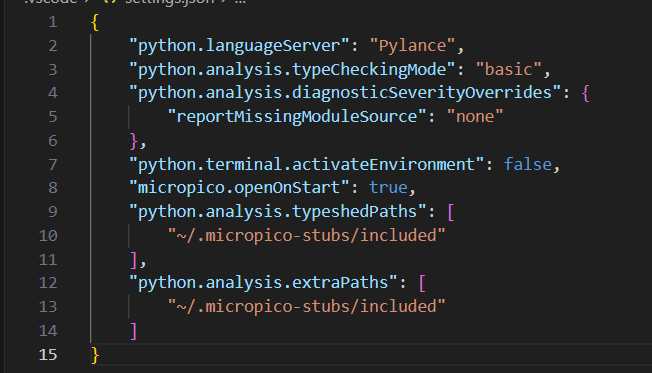 .vscode > {} settings.json > ...
1 {
2 "python.languageServer": "Pylance",
3 "python.analysis.typeCheckingMode": "basic",
4 "python.analysis.diagnosticSeverityOverrides": {
5 "reportMissingModuleSource": "none"
6 },
7 "python.terminal.activateEnvironment": false,
8 "micropico.openOnStart": true,
9 "python.analysis.typeshedPaths": [
10 "~/.micropico-stubs/included"
11 ],
12 "python.analysis.extraPaths": [
13 "~/.micropico-stubs/included"
14 ]
15 }